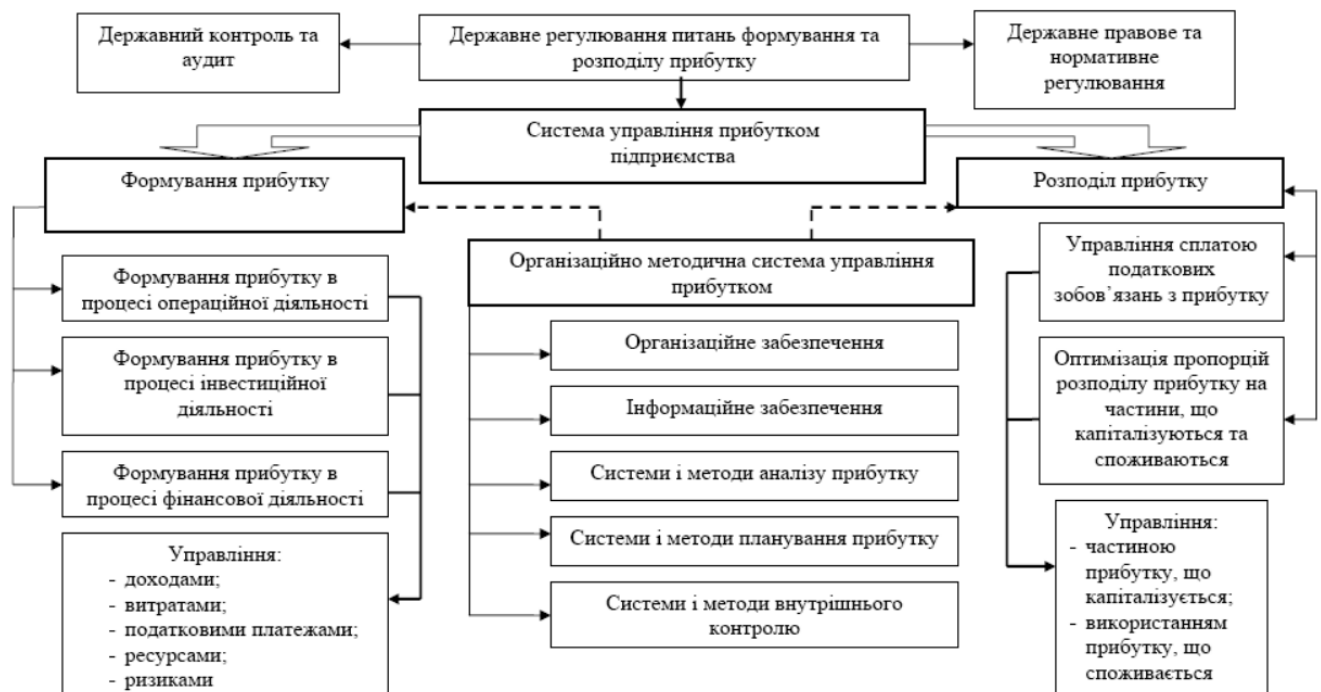 Державний контроль та
аудит
Державне регулювання питань формування та
розподілу прибутку
Державне правове та
нормативне
регулювання
Система управління прибутком
підприємства
Формування прибутку
Розподіл прибутку
Організаційно методична система управління
прибутком
Формування прибутку в
процесі операційної діяльності
Формування прибутку в
процесі інвестиційної
діяльності
Формування прибутку в
процесі фінансової діяльності
Управління:
- доходами;
- витратами;
- податковими платежами;
- ресурсами;
- ризиками
Організаційне забезпечення
Інформаційне забезпечення
Системи і методи аналізу прибутку
Системи і методи планування прибутку
Системи і методи внутрішнього
контролю
Управління сплатою
податкових
зобов’язань з прибутку
Оптимізація пропорцій
розподілу прибутку на
частини, що
капіталізуються та
споживаються
Управління:
- частиною
прибутку, що
капіталізується;
- використанням
прибутку, що
споживається